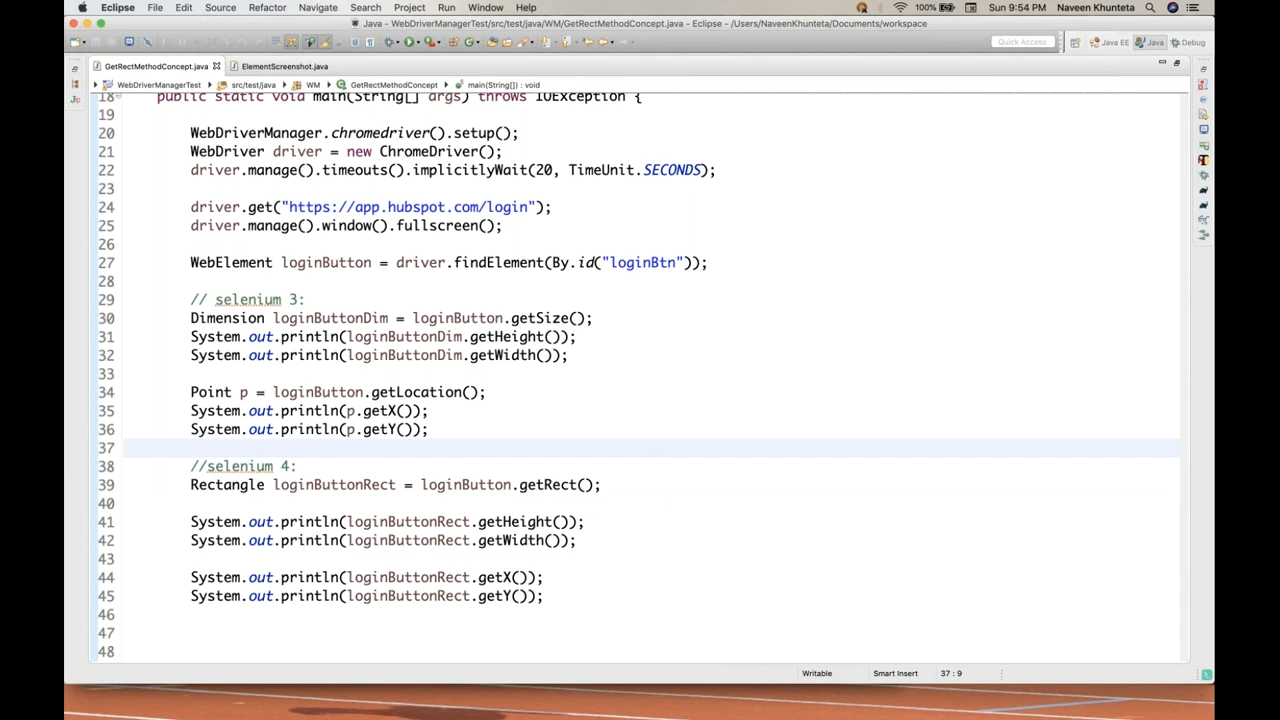 Eclipse File Edit Source Refactor Navigate Search Project Run Window Help 100% Sun 9:54 PM Naveen Khunteta
Java - WebDriverManagerTest/src/test/java/WM/GetRectMethodConcept.java - Eclipse - /Users/NaveenKhunteta/Documents/workspace
Quick Access Java EE Java Debug
GetRectMethodConcept.java ElementScreenshot.java
WebDriverManagerTest src/test/java WM GetRectMethodConcept main(String[]) : void
18 public static void main(String[] args) throws IOException {
19
20 WebDriverManager.chromedriver().setup();
21 WebDriver driver = new ChromeDriver();
22 driver.manage().timeouts().implicitlyWait(20, TimeUnit.SECONDS);
23
24 driver.get("https://app.hubspot.com/login");
25 driver.manage().window().fullscreen();
26
27 WebElement loginButton = driver.findElement(By.id("loginBtn"));
28
29 // selenium 3:
30 Dimension loginButtonDim = loginButton.getSize();
31 System.out.println(loginButtonDim.getHeight());
32 System.out.println(loginButtonDim.getWidth());
33
34 Point p = loginButton.getLocation();
35 System.out.println(p.getX());
36 System.out.println(p.getY());
37
38 //selenium 4:
39 Rectangle loginButtonRect = loginButton.getRect();
40
41 System.out.println(loginButtonRect.getHeight());
42 System.out.println(loginButtonRect.getWidth());
43
44 System.out.println(loginButtonRect.getX());
45 System.out.println(loginButtonRect.getY());
46
47
48
Writable Smart Insert 37 : 9